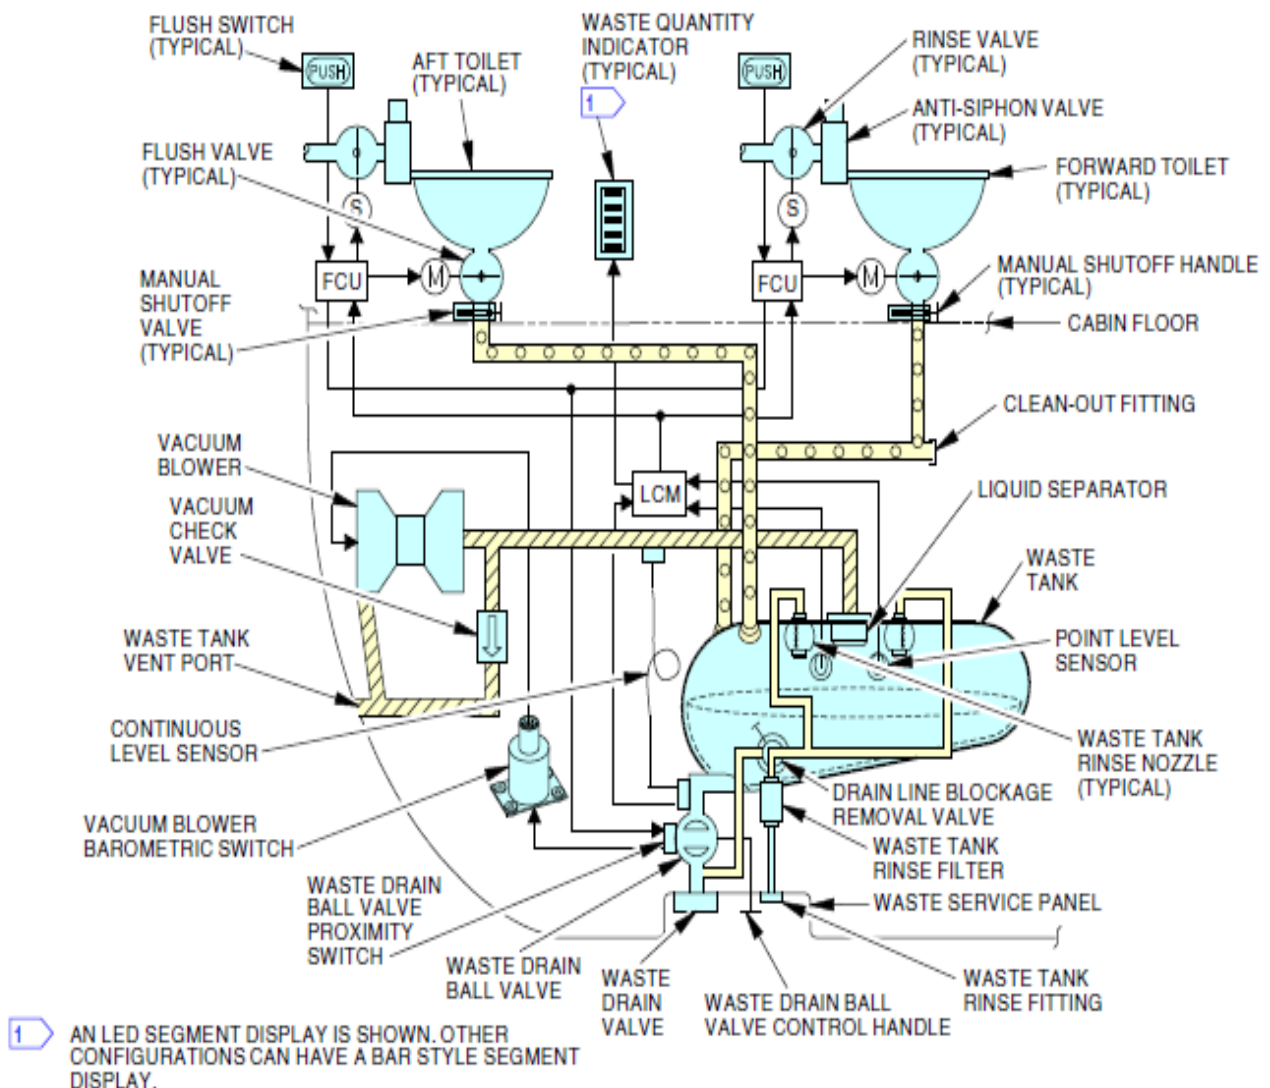 FLUSH SWITCH
(TYPICAL)
PUSH
AFT TOILET
(TYPICAL)
WASTE QUANTITY
INDICATOR
(TYPICAL)
1
PUSH
RINSE VALVE
(TYPICAL)
ANTI-SIPHON VALVE
(TYPICAL)
FORWARD TOILET
(TYPICAL)
FLUSH VALVE
(TYPICAL)
S
S
FCU
M
FCU
M
MANUAL SHUTOFF HANDLE
(TYPICAL)
MANUAL
SHUTOFF
VALVE
(TYPICAL)
CABIN FLOOR
CLEAN-OUT FITTING
VACUUM
BLOWER
LCM
LIQUID SEPARATOR
VACUUM
CHECK
VALVE
WASTE
TANK
WASTE TANK
VENT PORT
POINT LEVEL
SENSOR
CONTINUOUS
LEVEL SENSOR
WASTE TANK
RINSE NOZZLE
(TYPICAL)
DRAIN LINE BLOCKAGE
REMOVAL VALVE
VACUUM BLOWER
BAROMETRIC SWITCH
WASTE TANK
RINSE FILTER
WASTE DRAIN
BALL VALVE
PROXIMITY
SWITCH
WASTE SERVICE PANEL
WASTE DRAIN
BALL VALVE
WASTE
DRAIN
VALVE
WASTE DRAIN BALL
VALVE CONTROL HANDLE
WASTE TANK
RINSE FITTING
1
AN LED SEGMENT DISPLAY IS SHOWN. OTHER
CONFIGURATIONS CAN HAVE A BAR STYLE SEGMENT
DISPLAY.